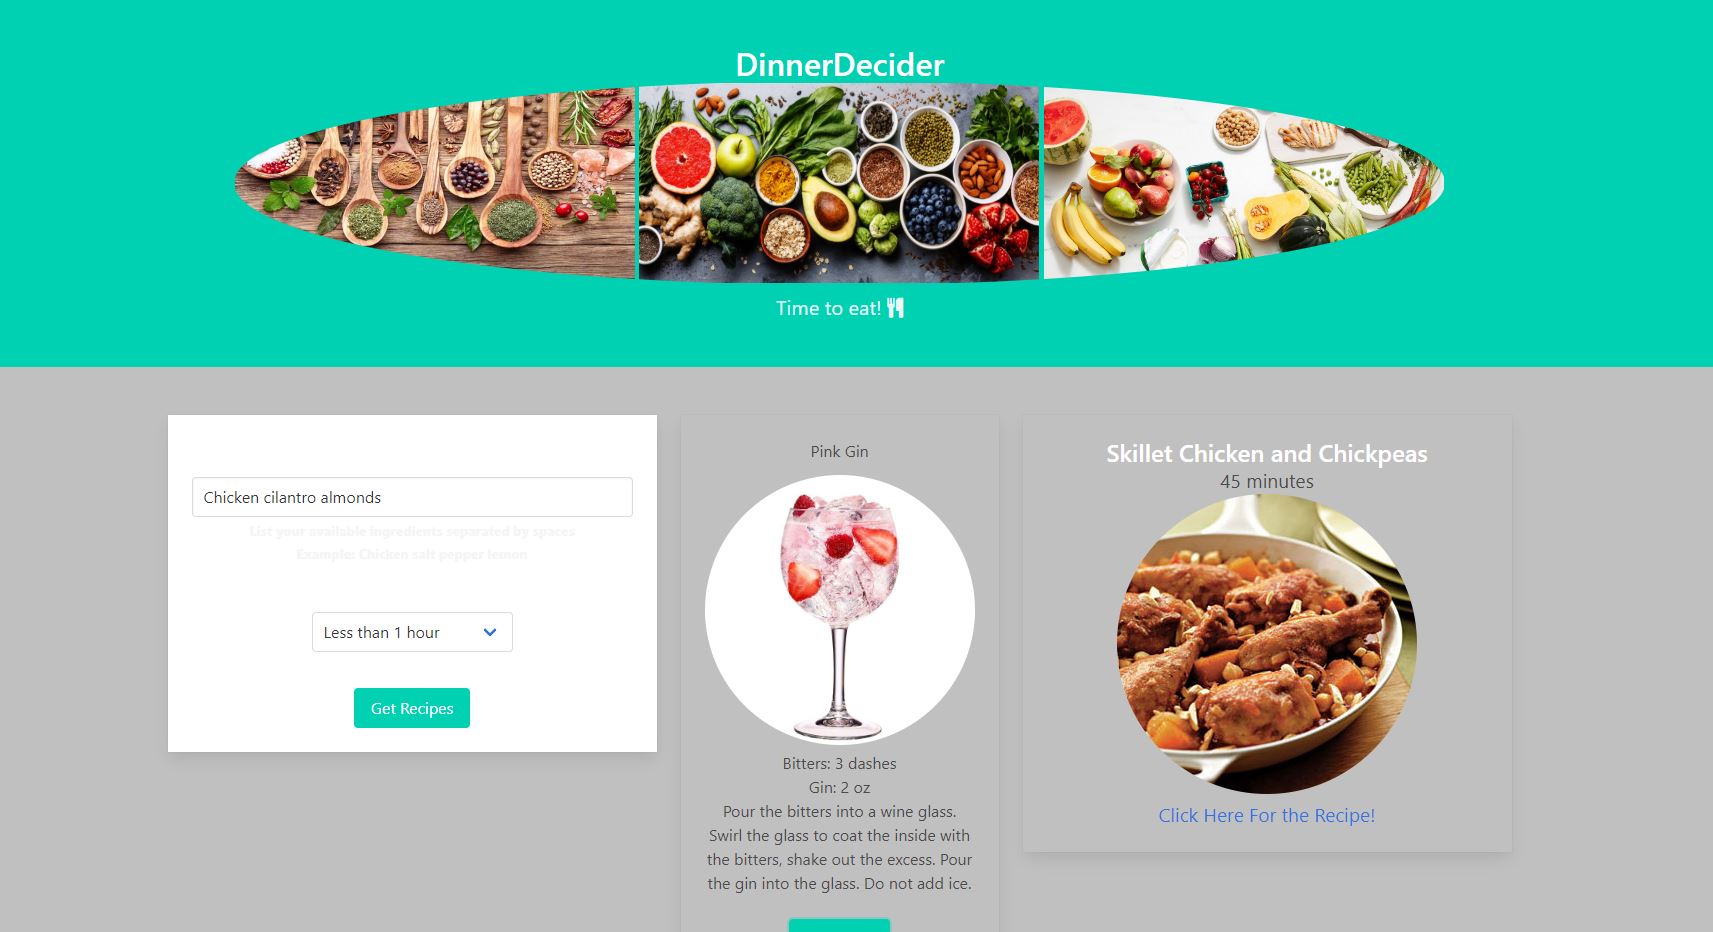 DinnerDecider
Time to eat!
Chicken cilantro almonds
List your available ingredients separated by spaces
Example: Chicken salt pepper lemon
Less than 1 hour
Get Recipes
Pink Gin
Bitters: 3 dashes
Gin: 2 oz
Pour the bitters into a wine glass.
Swirl the glass to coat the inside with
the bitters, shake out the excess. Pour
the gin into the glass. Do not add ice.
Skillet Chicken and Chickpeas
45 minutes
Click Here For the Recipe!